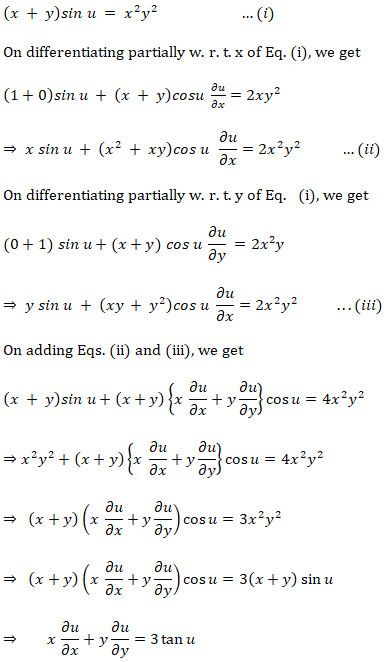 (x + y)sin u = x²y² …(i)
On differentiating partially w. r. t. x of Eq. (i), we get
(1 + 0)sin u + (x + y)cosu ∂u/∂x = 2xy²
⇒ x sin u + (x² + xy)cos u ∂u/∂x = 2x²y² …(ii)
On differentiating partially w. r. t. y of Eq. (i), we get
(0 + 1) sin u + (x + y) cos u ∂u/∂y = 2x²y
⇒ y sin u + (xy + y²)cos u ∂u/∂x = 2x²y² …(iii)
On adding Eqs. (ii) and (iii), we get
(x + y)sin u + (x + y) {x ∂u/∂x + y ∂u/∂y} cos u = 4x²y²
⇒ x²y² + (x + y) {x ∂u/∂x + y ∂u/∂y} cos u = 4x²y²
⇒ (x + y) (x ∂u/∂x + y ∂u/∂y) cos u = 3x²y²
⇒ (x + y) (x ∂u/∂x + y ∂u/∂y) cos u = 3(x + y) sin u
⇒ x ∂u/∂x + y ∂u/∂y = 3 tan u